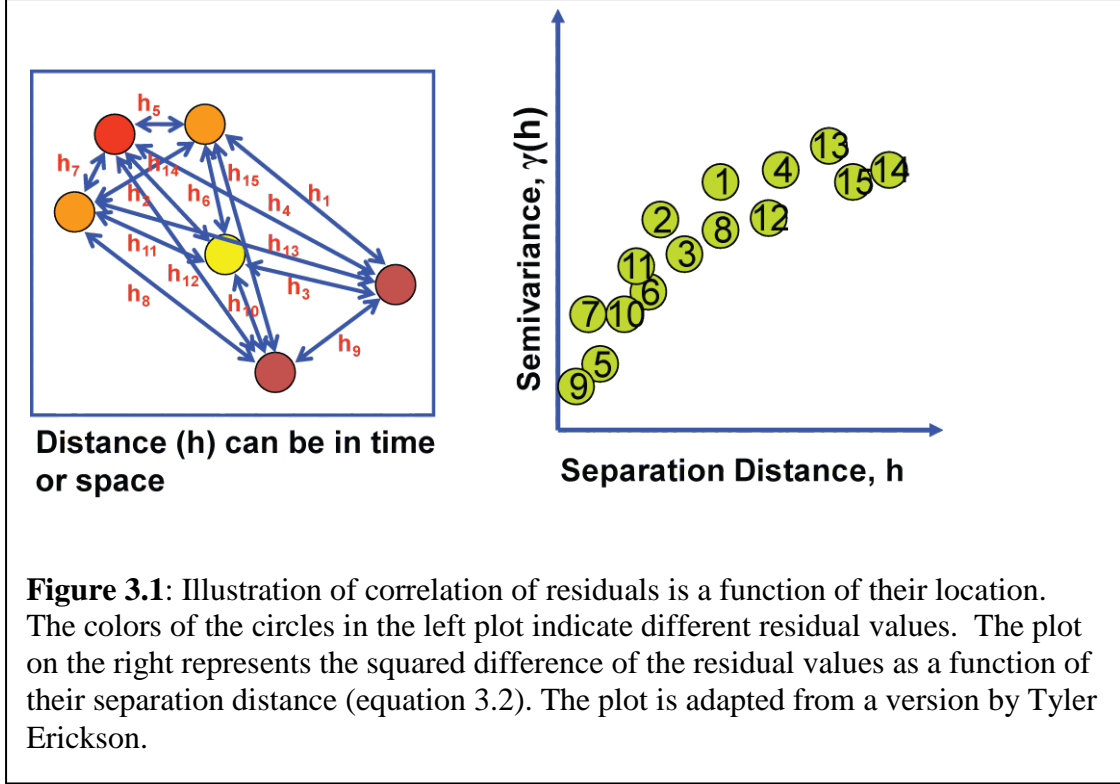 h5
h7
h14
h15
h2
h6
h4
h1
h11
h13
h12
h3
h8
h10
h9
Distance (h) can be in time
or space
Semivariance, γ(h)
13
1
4
14
15
2
8
12
3
11
6
7
10
5
9
Separation Distance, h
Figure 3.1: Illustration of correlation of residuals is a function of their location.
The colors of the circles in the left plot indicate different residual values. The plot
on the right represents the squared difference of the residual values as a function of
their separation distance (equation 3.2). The plot is adapted from a version by Tyler
Erickson.